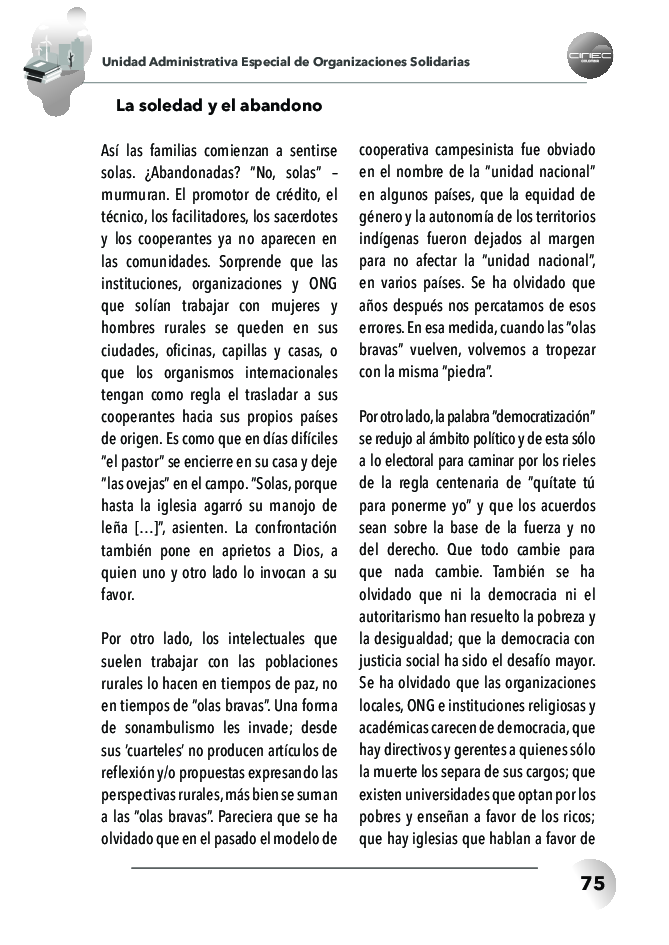 Unidad Administrativa Especial de Organizaciones Solidarias
CINEC
COLOMBIA
La soledad y el abandono
Así las familias comienzan a sentirse
solas. ¿Abandonadas? "No, solas" –
murmuran. El promotor de crédito, el
técnico, los facilitadores, los sacerdotes
y los cooperantes ya no aparecen en
las comunidades. Sorprende que las
instituciones, organizaciones y ONG
que solían trabajar con mujeres y
hombres rurales se queden en sus
ciudades, oficinas, capillas y casas, o
que los organismos internacionales
tengan como regla el trasladar a sus
cooperantes hacia sus propios países
de origen. Es como que en días difíciles
"el pastor" se encierre en su casa y deje
"las ovejas" en el campo. "Solas, porque
hasta la iglesia agarró su manojo de
leña […]", asienten. La confrontación
también pone en aprietos a Dios, a
quien uno y otro lado lo invocan a su
favor.
Por otro lado, los intelectuales que
suelen trabajar con las poblaciones
rurales lo hacen en tiempos de paz, no
en tiempos de "olas bravas". Una forma
de sonambulismo les invade; desde
sus 'cuarteles' no producen artículos de
reflexión y/o propuestas expresando las
perspectivas rurales, más bien se suman
a las "olas bravas". Pareciera que se ha
olvidado que en el pasado el modelo de
cooperativa campesinista fue obviado
en el nombre de la "unidad nacional"
en algunos países, que la equidad de
género y la autonomía de los territorios
indígenas fueron dejados al margen
para no afectar la "unidad nacional",
en varios países. Se ha olvidado que
años después nos percatamos de esos
errores. En esa medida, cuando las "olas
bravas" vuelven, volvemos a tropezar
con la misma "piedra".
Por otro lado, la palabra "democratización"
se redujo al ámbito político y de esta sólo
a lo electoral para caminar por los rieles
de la regla centenaria de "quítate tú
para ponerme yo" y que los acuerdos
sean sobre la base de la fuerza y no
del derecho. Que todo cambie para
que nada cambie. También se ha
olvidado que ni la democracia ni el
autoritarismo han resuelto la pobreza y
la desigualdad; que la democracia con
justicia social ha sido el desafío mayor.
Se ha olvidado que las organizaciones
locales, ONG e instituciones religiosas y
académicas carecen de democracia, que
hay directivos y gerentes a quienes sólo
la muerte los separa de sus cargos; que
existen universidades que optan por los
pobres y enseñan a favor de los ricos;
que hay iglesias que hablan a favor de
75